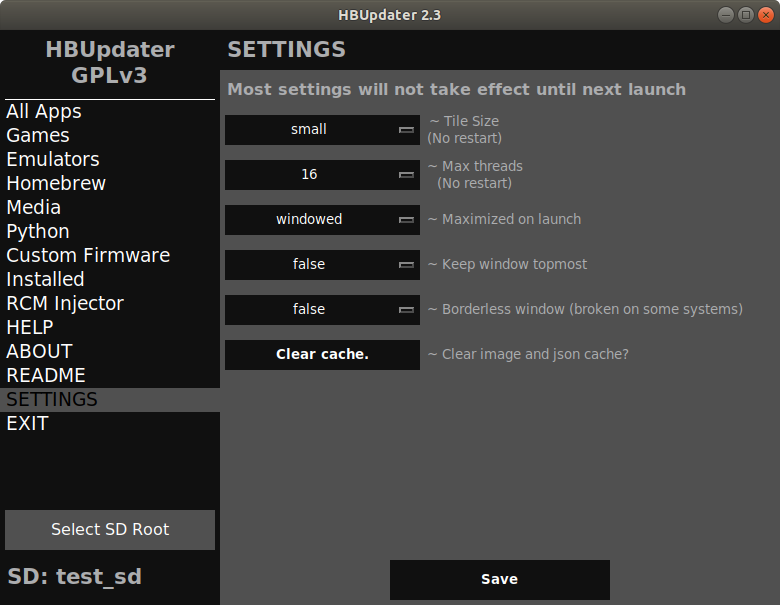 HBUpdater 2.3
HBUpdater
GPLv3
All Apps
Games
Emulators
Homebrew
Media
Python
Custom Firmware
Installed
RCM Injector
HELP
ABOUT
README
SETTINGS
EXIT
Select SD Root
SD: test_sd
SETTINGS
Most settings will not take effect until next launch
small
~ Tile Size
(No restart)
16
~ Max threads
(No restart)
windowed
~ Maximized on launch
false
~ Keep window topmost
false
~ Borderless window (broken on some systems)
Clear cache.
~ Clear image and json cache?
Save